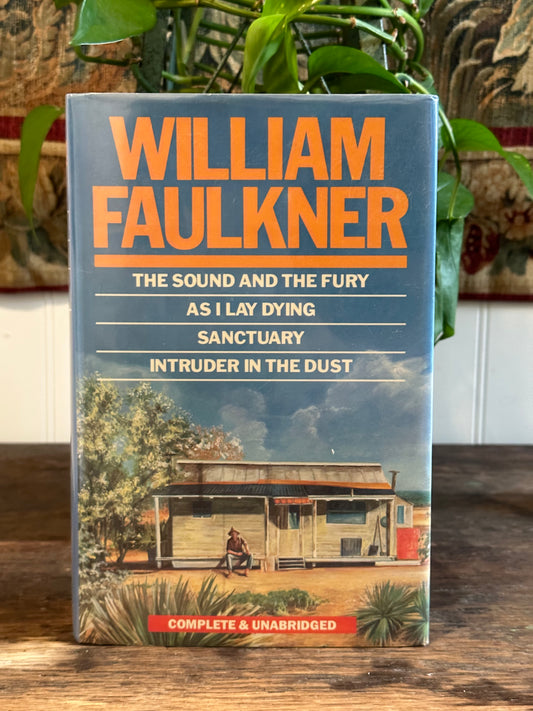 WILLIAM
FAULKNER
THE SOUND AND THE FURY
AS I LAY DYING
SANCTUARY
INTRUDER IN THE DUST
COMPLETE & UNABRIDGED